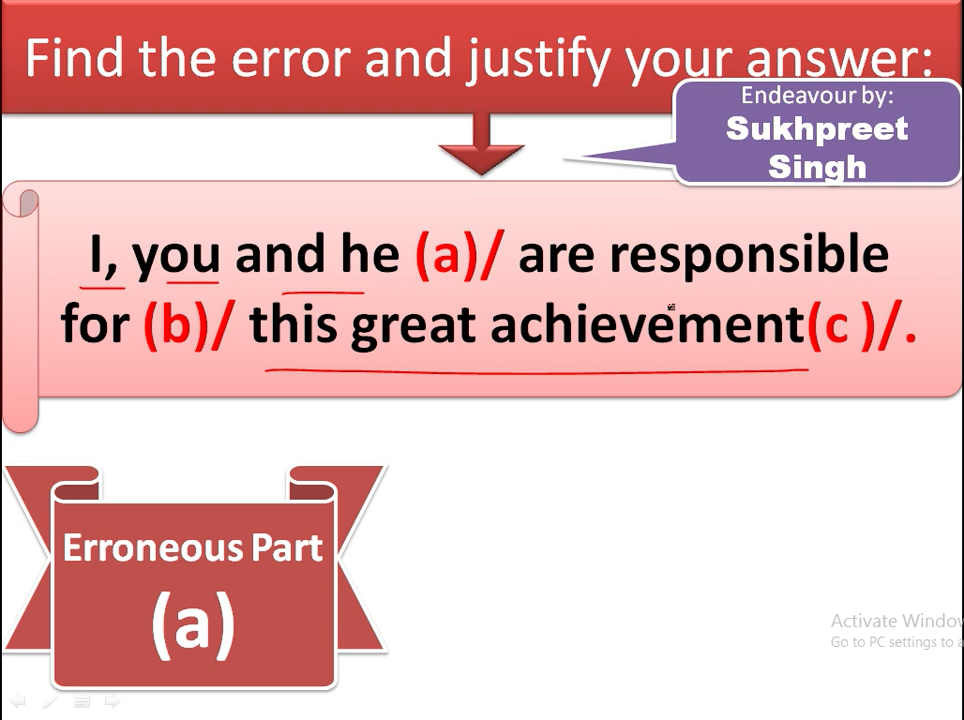 Find the error and justify your answer:
Endeavour by:
Sukhpreet
Singh
I, you and he (a)/ are responsible
for (b)/ this great achievement(c )/.
Erroneous Part
(a)
Activate Window
Go to PC settings to a